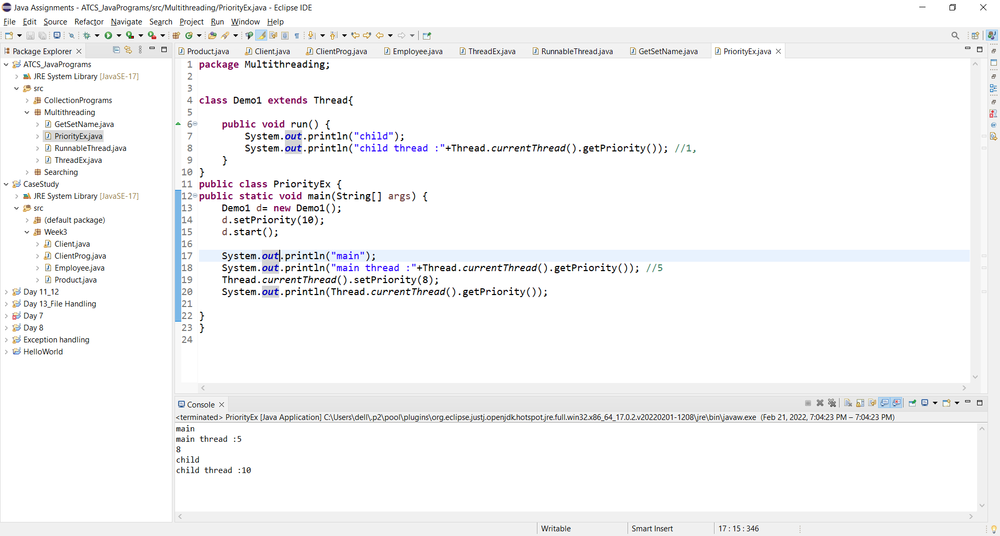 Java Assignments - ATCS_JavaPrograms/src/Multithreading/PriorityEx.java - Eclipse IDE
File Edit Source Refactor Navigate Search Project Run Window Help
Package Explorer
Product.java Client.java ClientProg.java Employee.java ThreadEx.java RunnableThread.java GetSetName.java PriorityEx.java
ATCS_JavaPrograms
JRE System Library [JavaSE-17]
src
CollectionPrograms
Multithreading
GetSetName.java
PriorityEx.java
RunnableThread.java
ThreadEx.java
Searching
CaseStudy
JRE System Library [JavaSE-17]
src
(default package)
Week3
Client.java
ClientProg.java
Employee.java
Product.java
Day 11_12
Day 13_File Handling
Day 7
Day 8
Exception handling
HelloWorld
1 package Multithreading;
2
3
4 class Demo1 extends Thread{
5
6     public void run() {
7         System.out.println("child");
8         System.out.println("child thread :"+Thread.currentThread().getPriority()); //1,
9     }
10 }
11 public class PriorityEx {
12 public static void main(String[] args) {
13     Demo1 d= new Demo1();
14     d.setPriority(10);
15     d.start();
16
17     System.out.println("main");
18     System.out.println("main thread :"+Thread.currentThread().getPriority()); //5
19     Thread.currentThread().setPriority(8);
20     System.out.println(Thread.currentThread().getPriority());
21
22 }
23 }
24
Console
<terminated> PriorityEx [Java Application] C:\Users\dell\.p2\pool\plugins\org.eclipse.justj.openjdk.hotspot.jre.full.win32.x86_64_17.0.2.v20220201-1208\jre\bin\javaw.exe (Feb 21, 2022, 7:04:23 PM – 7:04:23 PM)
main
main thread :5
8
child
child thread :10
Writable Smart Insert 17 : 15 : 346